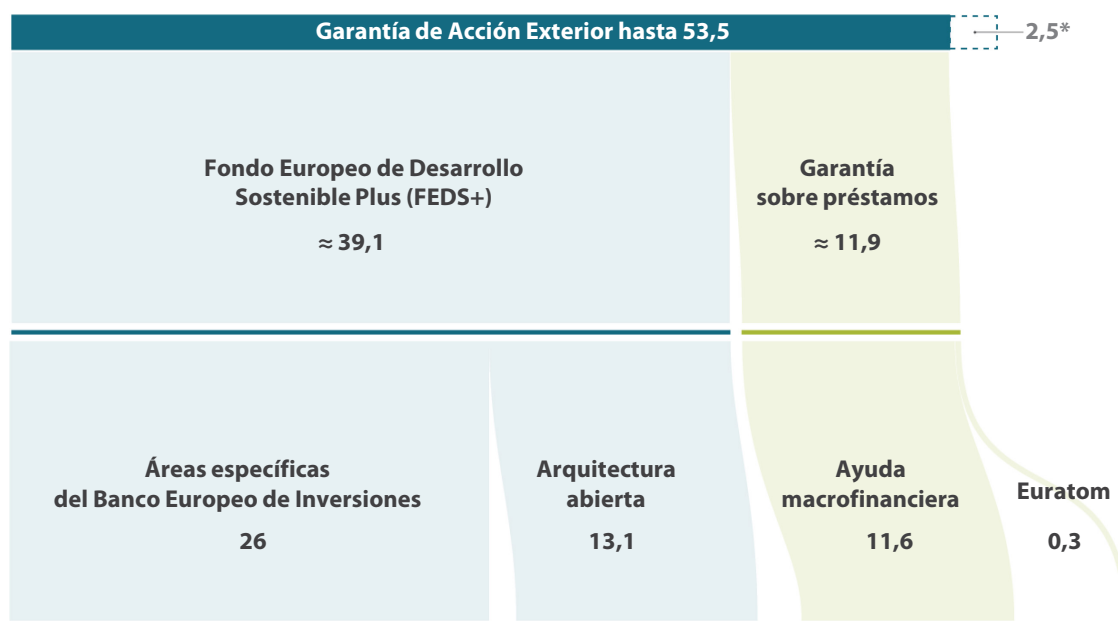 Garantía de Acción Exterior hasta 53,5
2,5*
Fondo Europeo de Desarrollo
Sostenible Plus (FEDS+)
≈ 39,1
Garantía
sobre préstamos
≈ 11,9
Áreas específicas
del Banco Europeo de Inversiones
26
Arquitectura
abierta
13,1
Ayuda
macrofinanciera
11,6
Euratom
0,3